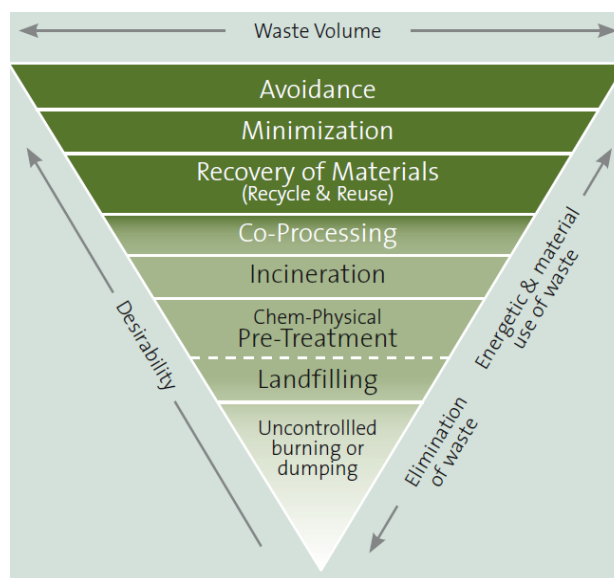 Waste Volume
Avoidance
Minimization
Recovery of Materials
(Recycle & Reuse)
Co-Processing
Incineration
Chem-Physical
Pre-Treatment
Landfilling
Uncontrollled
burning or
dumping
Desirability
Energetic & material
use of waste
Elimination
of waste